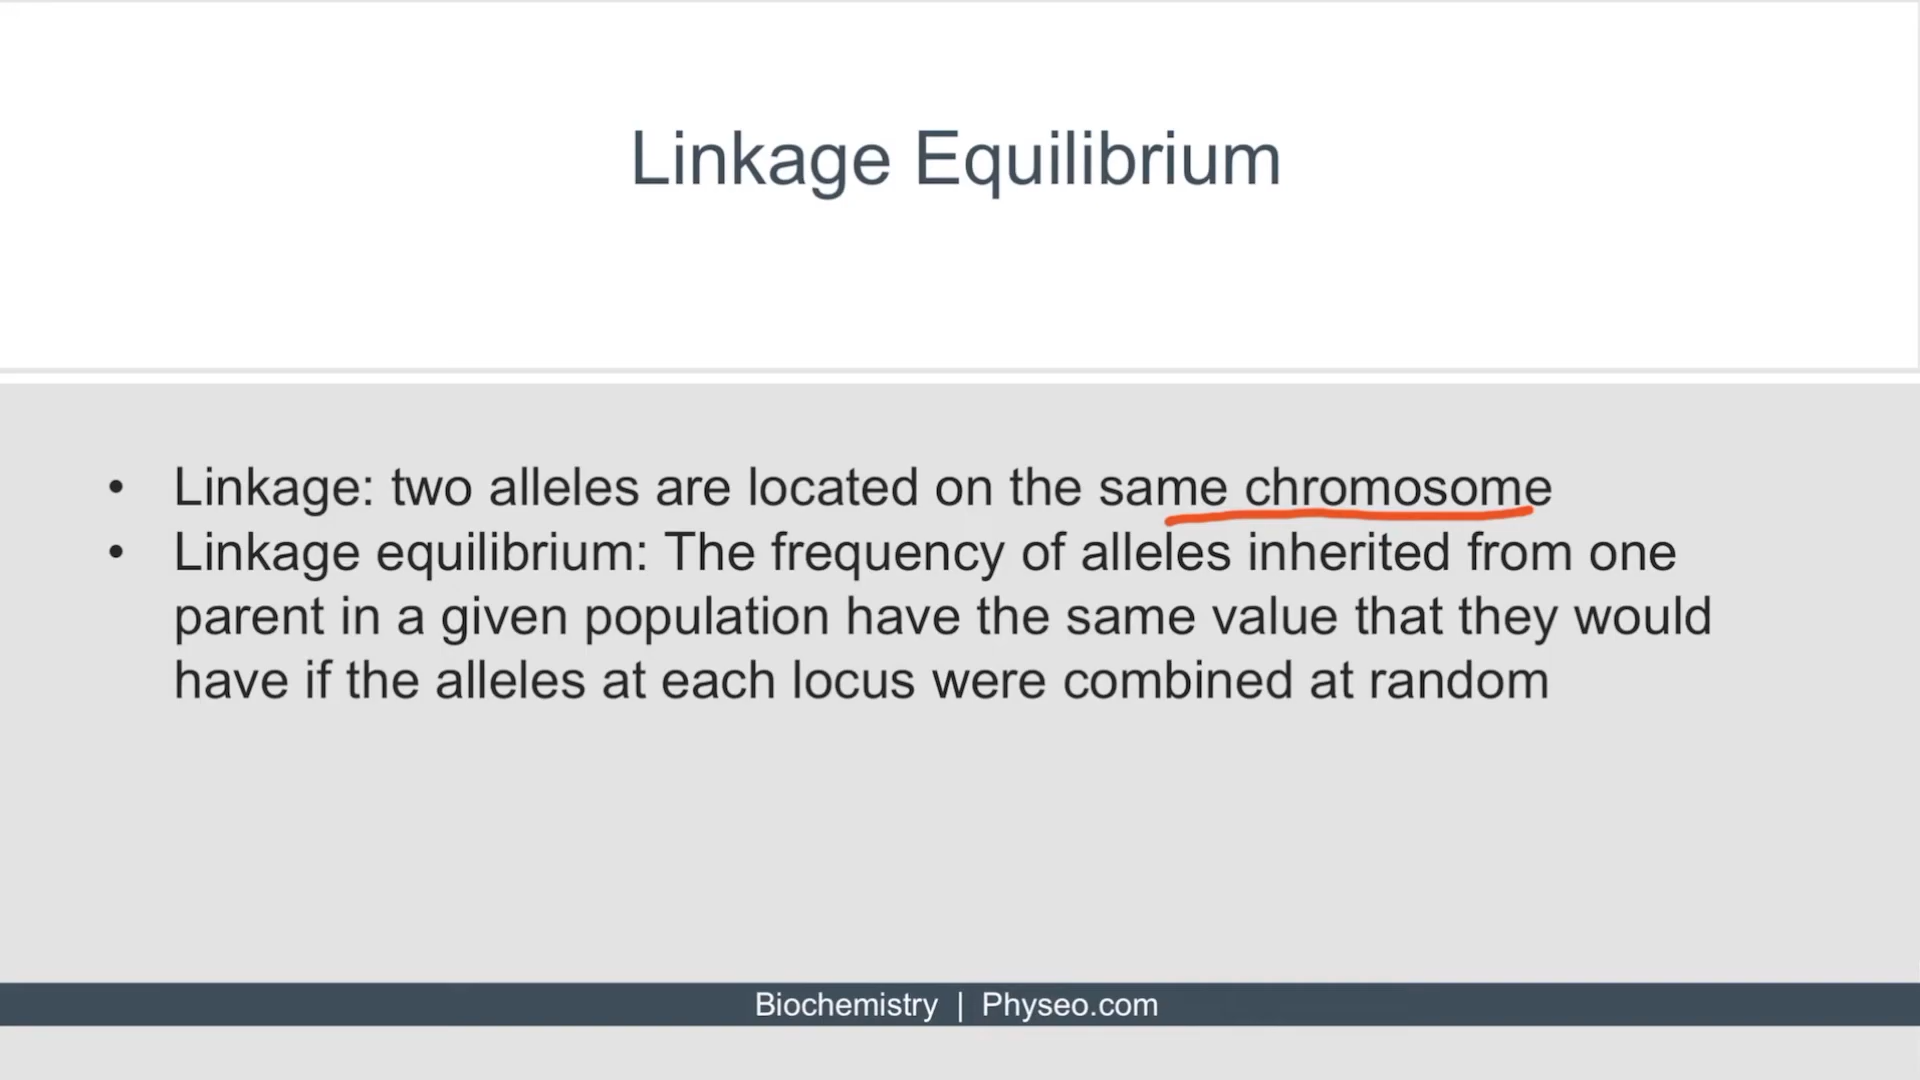 Linkage Equilibrium
• Linkage: two alleles are located on the same chromosome
• Linkage equilibrium: The frequency of alleles inherited from one
parent in a given population have the same value that they would
have if the alleles at each locus were combined at random
Biochemistry | Physeo.com